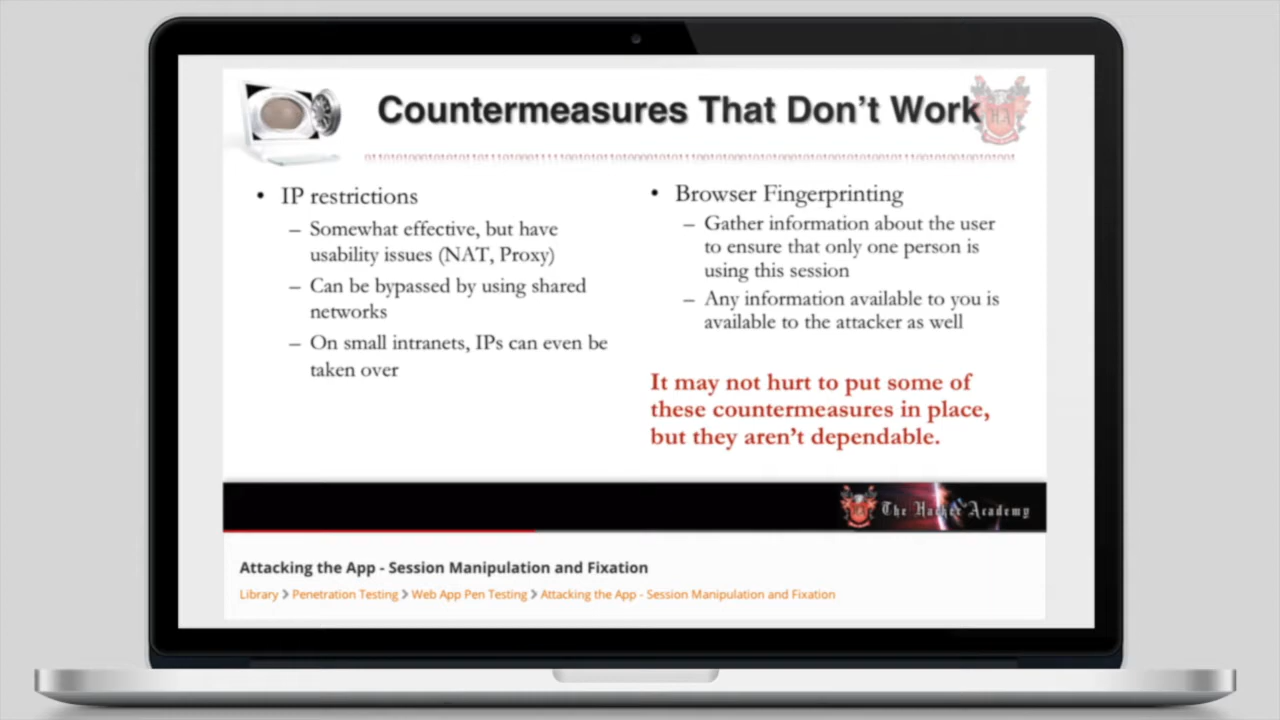 Countermeasures That Don't Work
• IP restrictions
– Somewhat effective, but have
usability issues (NAT, Proxy)
– Can be bypassed by using shared
networks
– On small intranets, IPs can even be
taken over
• Browser Fingerprinting
– Gather information about the user
to ensure that only one person is
using this session
– Any information available to you is
available to the attacker as well
It may not hurt to put some of
these countermeasures in place,
but they aren't dependable.
The Hacker Academy
Attacking the App - Session Manipulation and Fixation
Library > Penetration Testing > Web App Pen Testing > Attacking the App - Session Manipulation and Fixation